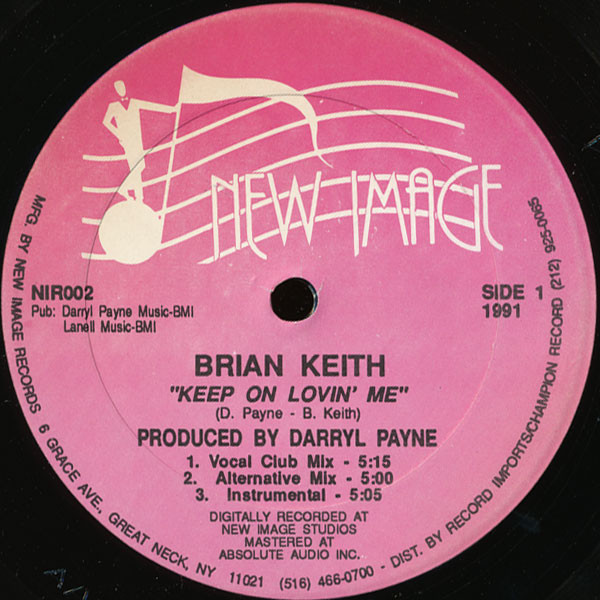 NEW IMAGE
NIR002
Pub: Darryl Payne Music-BMI
Lanell Music-BMI
SIDE 1
1991
BRIAN KEITH
"KEEP ON LOVIN' ME"
(D. Payne - B. Keith)
PRODUCED BY DARRYL PAYNE
1. Vocal Club Mix - 5:15
2. Alternative Mix - 5:00
3. Instrumental - 5:05
DIGITALLY RECORDED AT
NEW IMAGE STUDIOS
MASTERED AT
ABSOLUTE AUDIO INC.
MFG. BY NEW IMAGE RECORDS 6 GRACE AVE., GREAT NECK, NY 11021 (516) 466-0700 - DIST. BY RECORD IMPORTS/CHAMPION RECORD (212) 925-0065